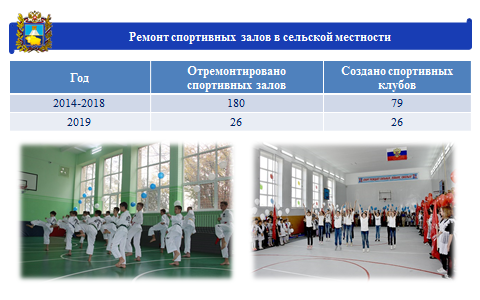 Ремонт спортивных залов в сельской местности
Год
Отремонтировано спортивных залов
Создано спортивных клубов
2014-2018
180
79
2019
26
26